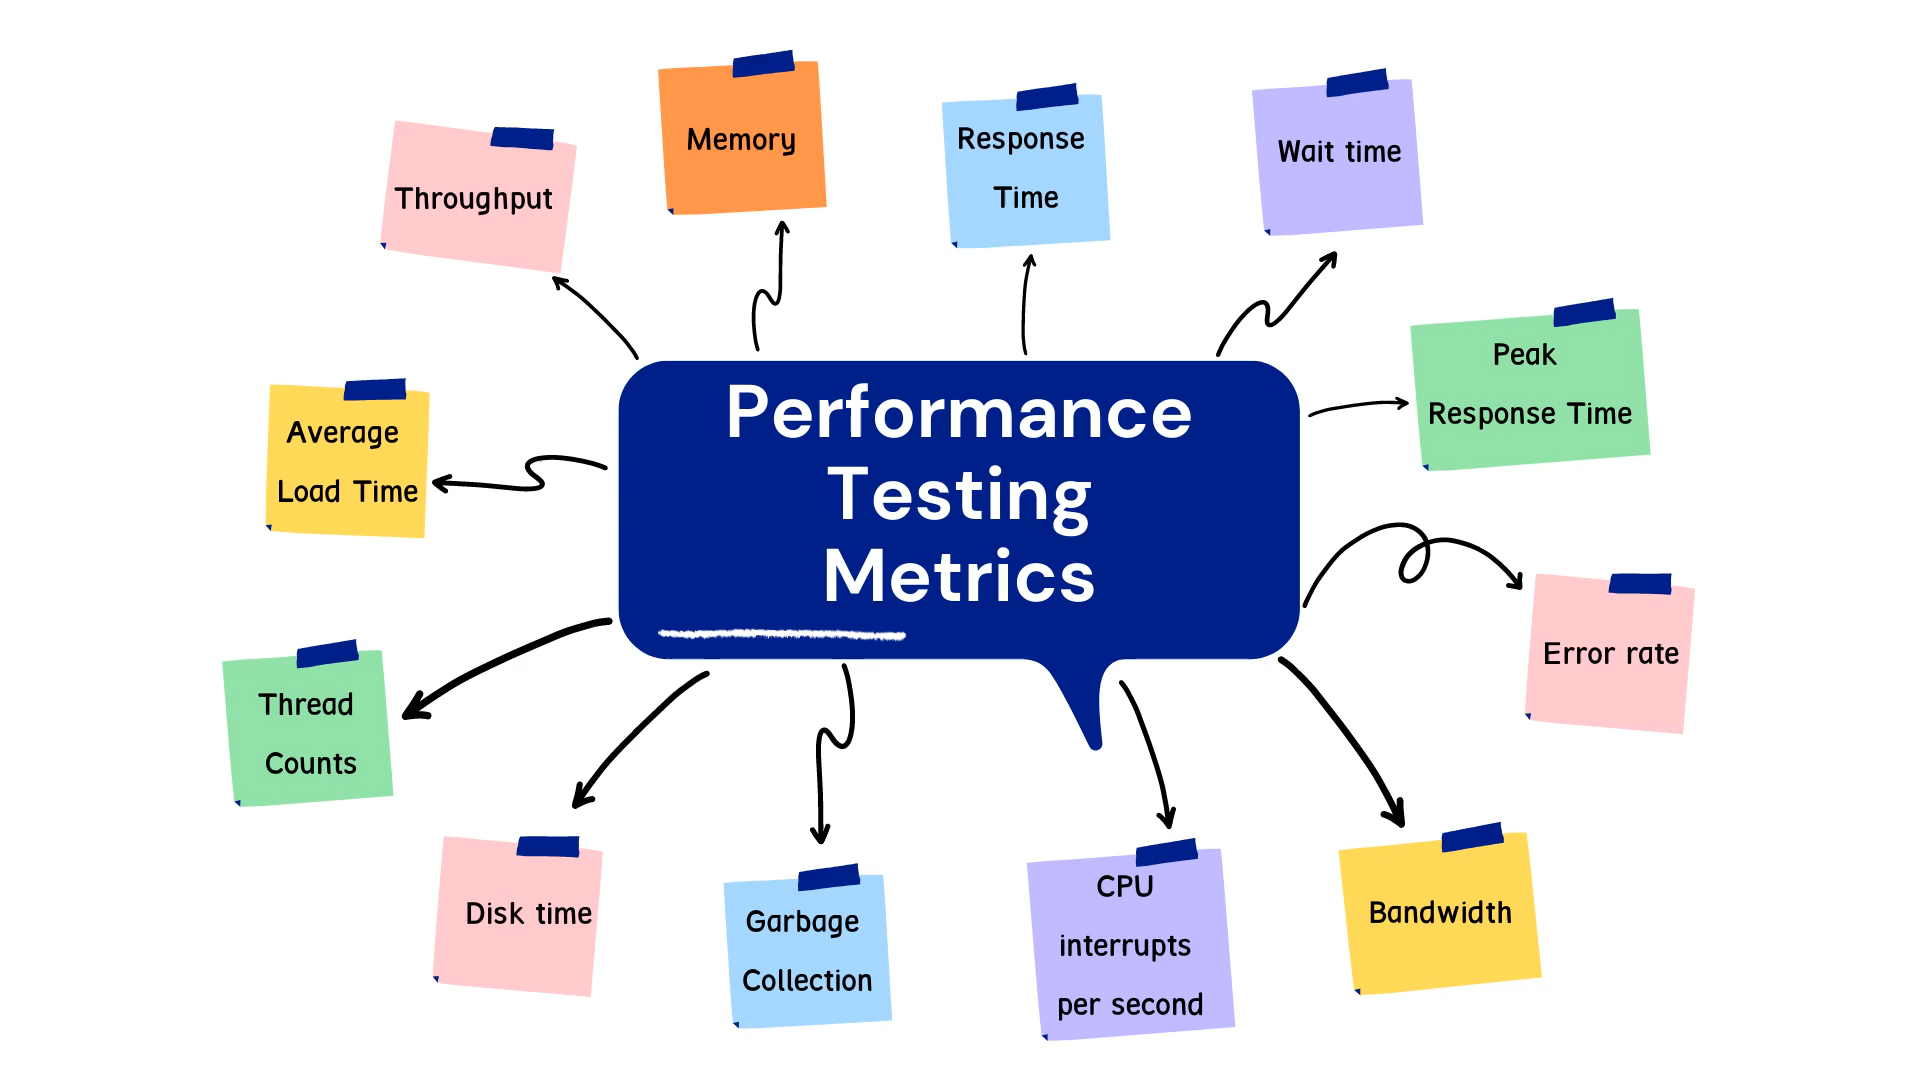 Memory
Response
Time
Wait time
Throughput
Peak
Response Time
Performance
Testing
Metrics
Average
Load Time
Error rate
Thread
Counts
Disk time
Garbage
Collection
CPU
interrupts
per second
Bandwidth